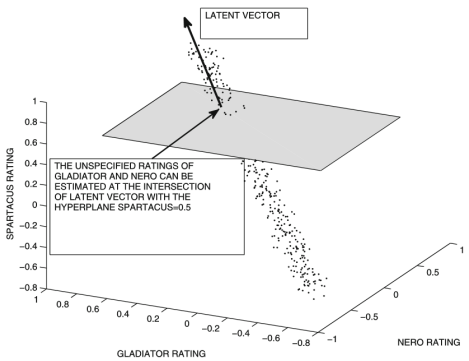 LATENT VECTOR
THE UNSPECIFIED RATINGS OF
GLADIATOR AND NERO CAN BE
ESTIMATED AT THE INTERSECTION
OF LATENT VECTOR WITH THE
HYPERPLANE SPARTACUS=0.5
SPARTACUS RATING
1
0.8
0.6
0.4
0.2
0
−0.2
−0.4
−0.6
−0.8
1
0.8
0.6
0.4
0.2
0
−0.2
−0.4
−0.6
−0.8
GLADIATOR RATING
−1
−0.5
0
0.5
1
NERO RATING